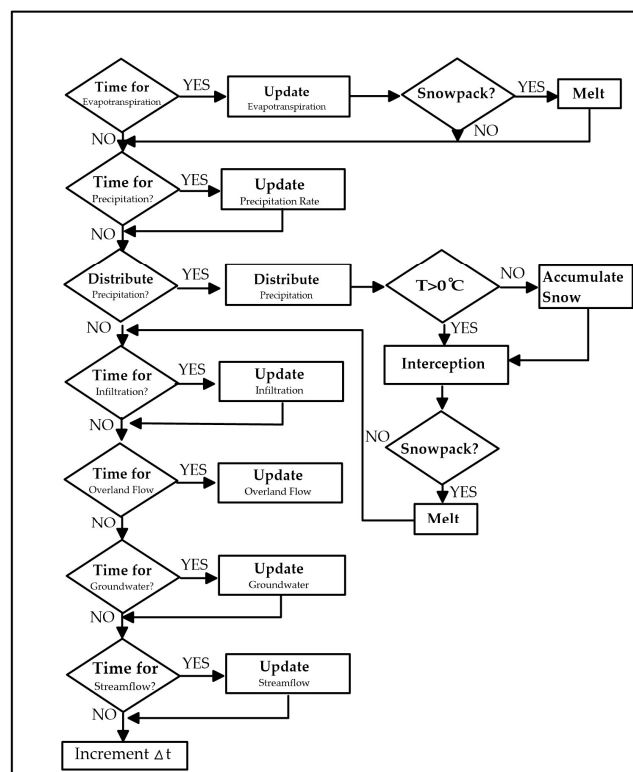 Time for
Evapotranspiration
YES
Update
Evapotranspiration
Snowpack?
YES
Melt
NO
NO
Time for
Precipitation?
YES
Update
Precipitation Rate
NO
Distribute
Precipitation?
YES
Distribute
Precipitation
T>0℃
NO
Accumulate
Snow
YES
NO
Interception
Time for
Infiltration?
YES
Update
Infiltration
NO
NO
Snowpack?
YES
Melt
Time for
Overland Flow
YES
Update
Overland Flow
NO
Time for
Groundwater?
YES
Update
Groundwater
NO
Time for
Streamflow?
YES
Update
Streamflow
NO
Increment Δt